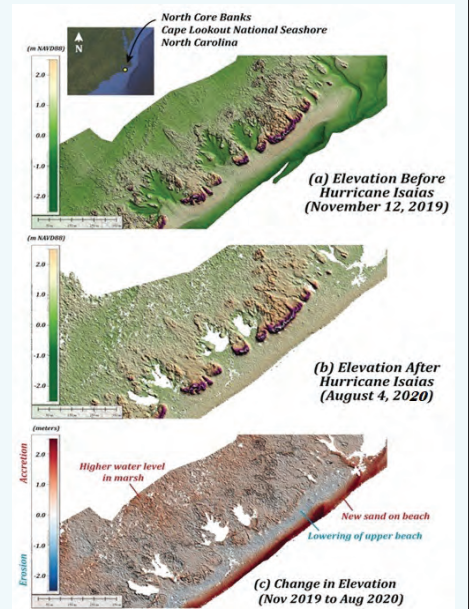 North Core Banks
Cape Lookout National Seashore
North Carolina
N
(m NAVD88)
2.0
1.0
0.0
-1.0
-2.0
(a) Elevation Before
Hurricane Isaias
(November 12, 2019)
(m NAVD88)
2.0
1.0
0.0
-1.0
-2.0
(b) Elevation After
Hurricane Isaias
(August 4, 2020)
(meters)
Accretion
Erosion
2.0
1.0
0.0
-1.0
-2.0
Higher water level
in marsh
New sand on beach
Lowering of upper beach
(c) Change in Elevation
(Nov 2019 to Aug 2020)